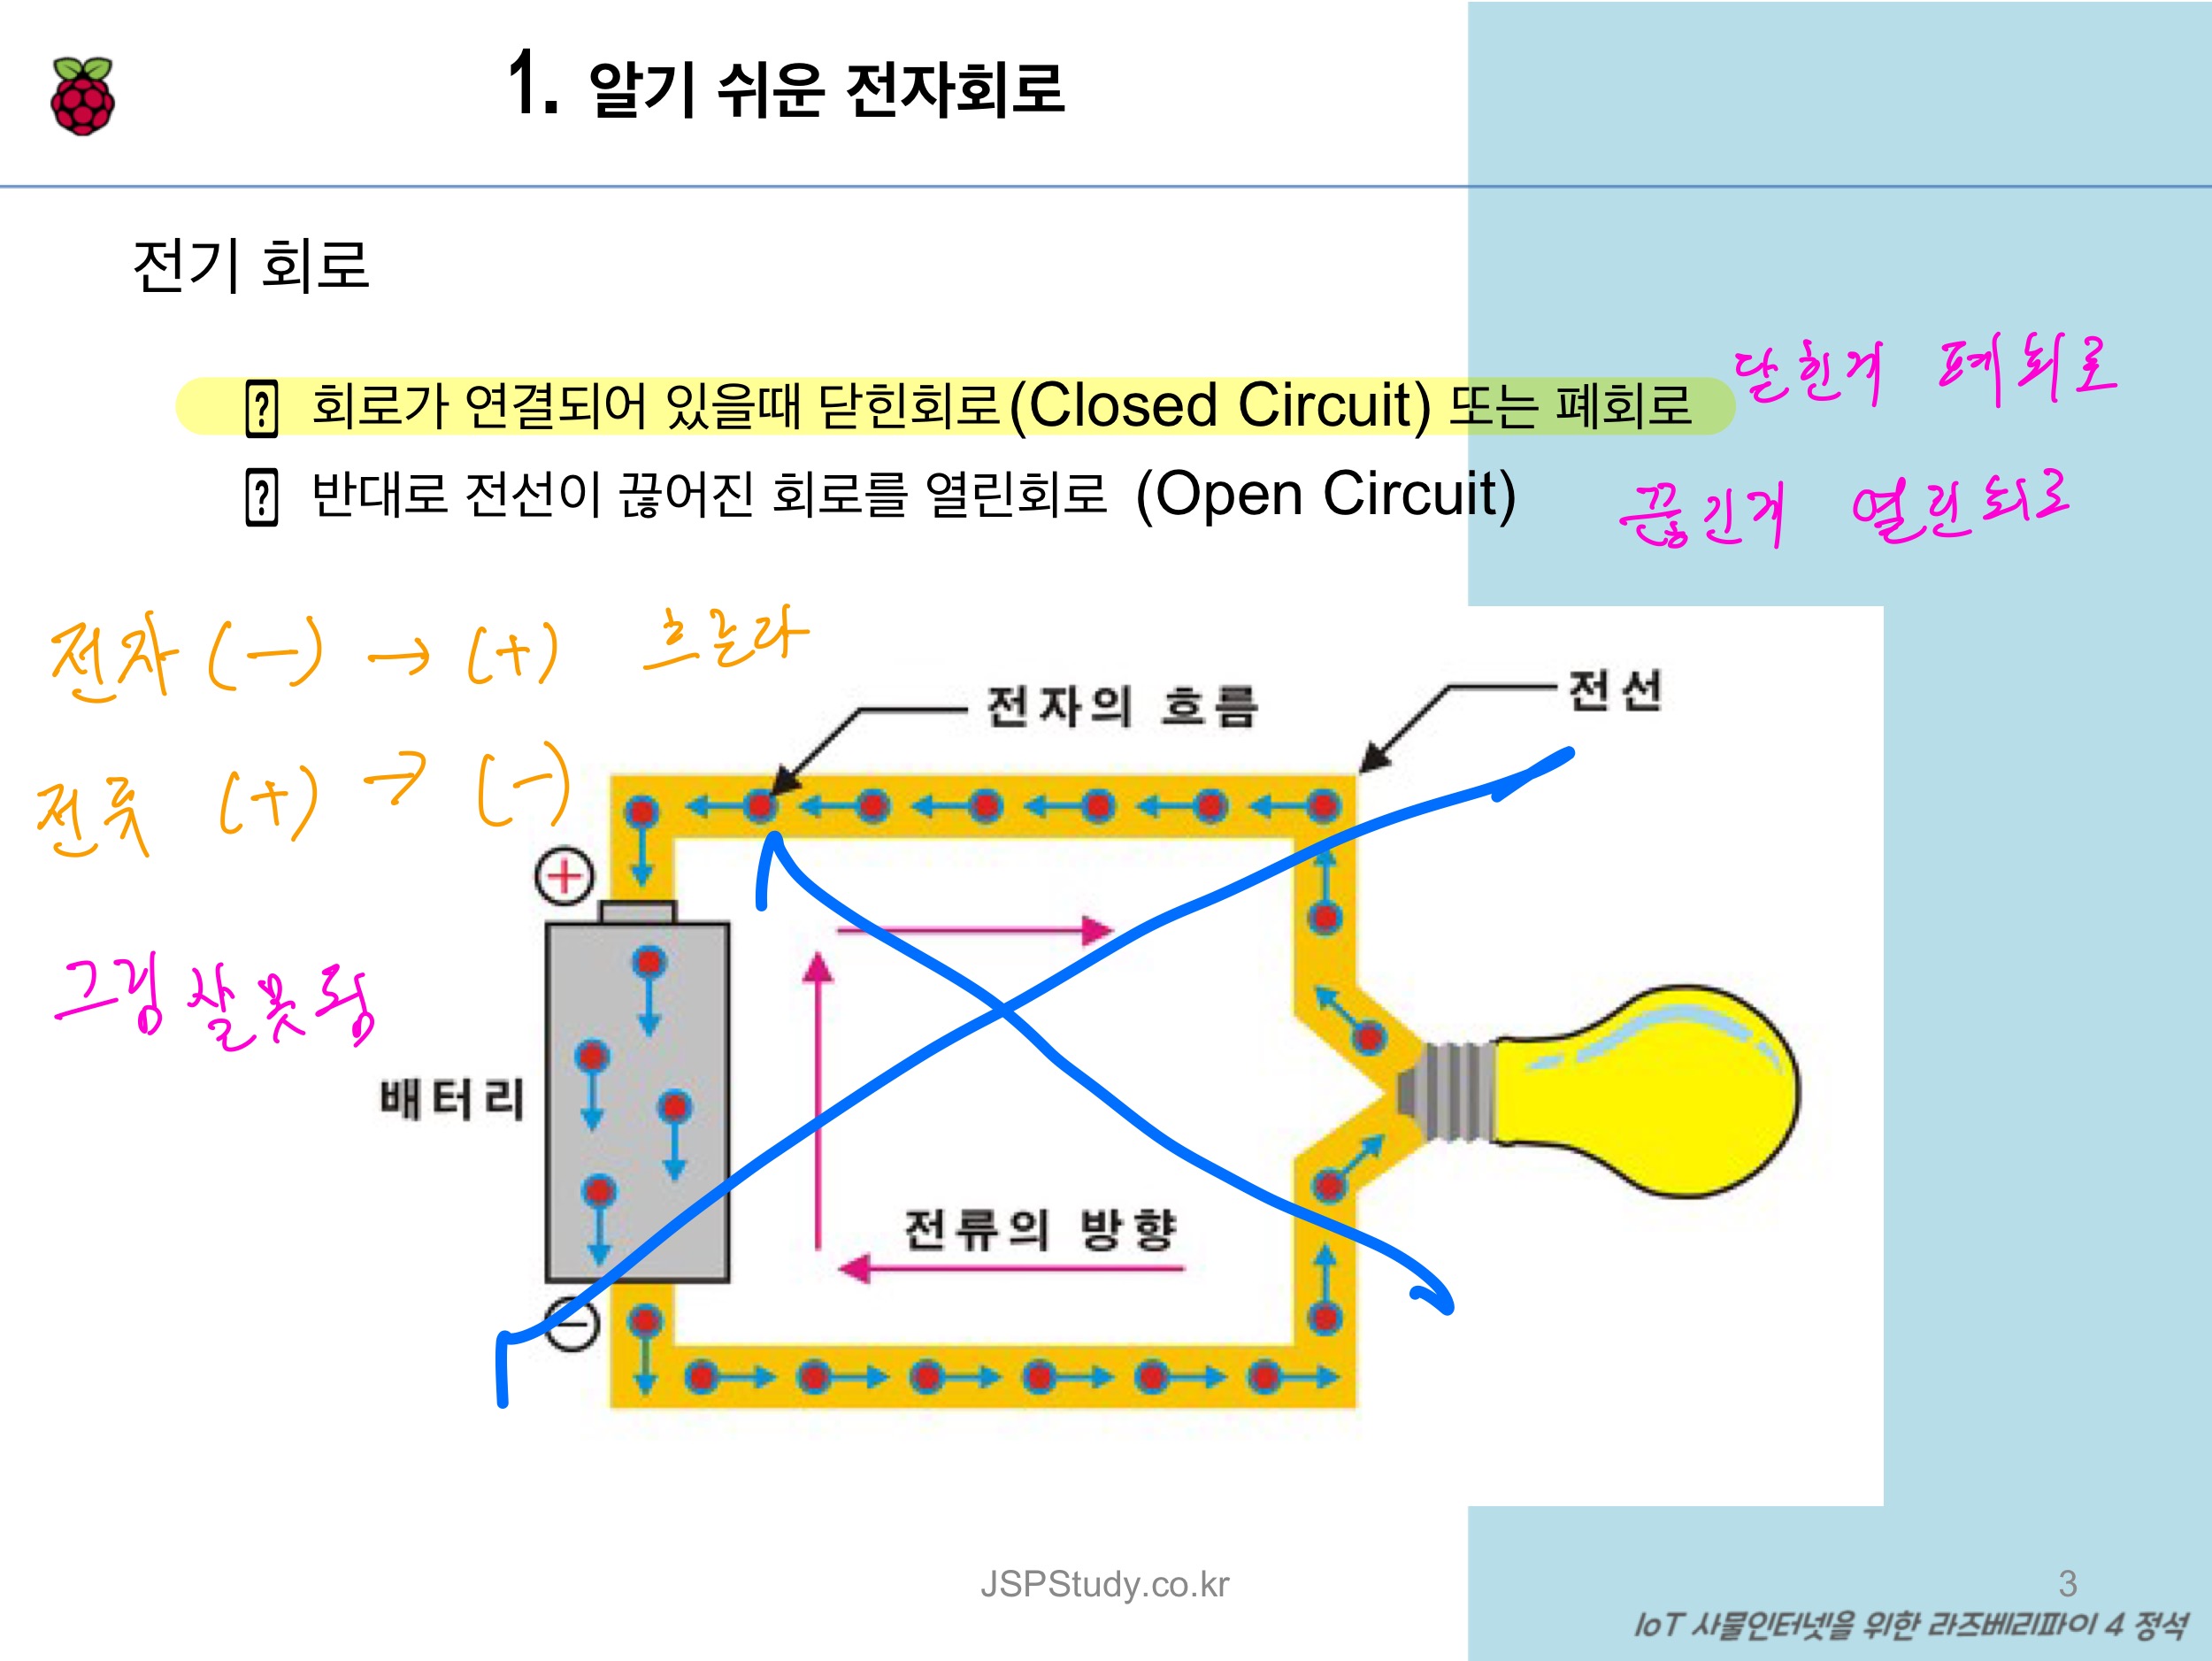 1. 알기 쉬운 전자회로
전기 회로
회로가 연결되어 있을때 닫힌회로(Closed Circuit) 또는 폐회로
닫힌게 폐회로
반대로 전선이 끊어진 회로를 열린회로 (Open Circuit)
끊긴게 열린회로
전자 (-) → (+) 흐른다
전자의 흐름
전선
전류 (+) → (-)
+
그림 잘못됨
배터리
전류의 방향
−
JSPStudy.co.kr
3
IoT 사물인터넷을 위한 라즈베리파이 4 정석